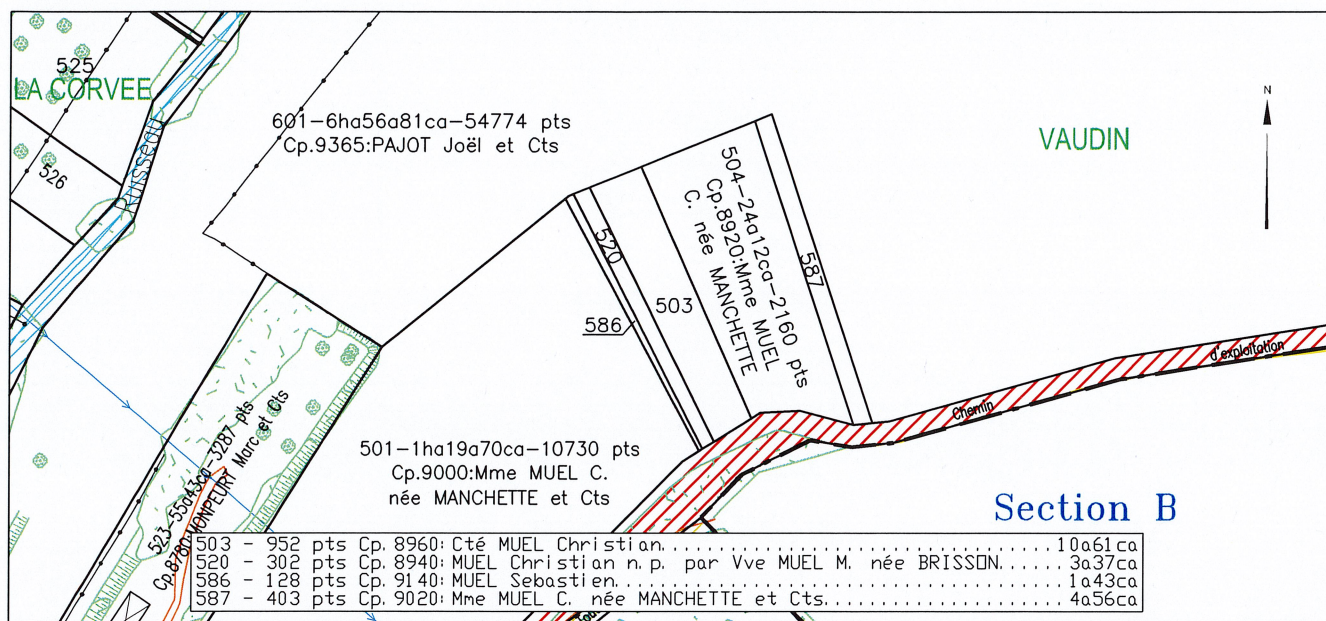 525
LA CORVEE
601-6ha56a81ca-54774 pts
Cp.9365:PAJOT Joël et Cts
N
VAUDIN
Ruisseau
526
520
503
586
504-24a12ca-2160 pts
Cp.8920:Mme MUEL
C. née MANCHETTE
587
d'exploitation
Chemin
523-55a43ca-3287 pts
Cp.8780:MONPEURT Marc et Cts
501-1ha19a70ca-10730 pts
Cp.9000:Mme MUEL C.
née MANCHETTE et Cts
Section B
503 - 952 pts Cp. 8960: Cté MUEL Christian.................................... 10a61ca
520 - 302 pts Cp. 8940: MUEL Christian n.p. par Vve MUEL M. née BRISSON...... 3a37ca
586 - 128 pts Cp. 9140: MUEL Sebastien......................................... 1a43ca
587 - 403 pts Cp. 9020: Mme MUEL C. née MANCHETTE et Cts...................... 4a56ca